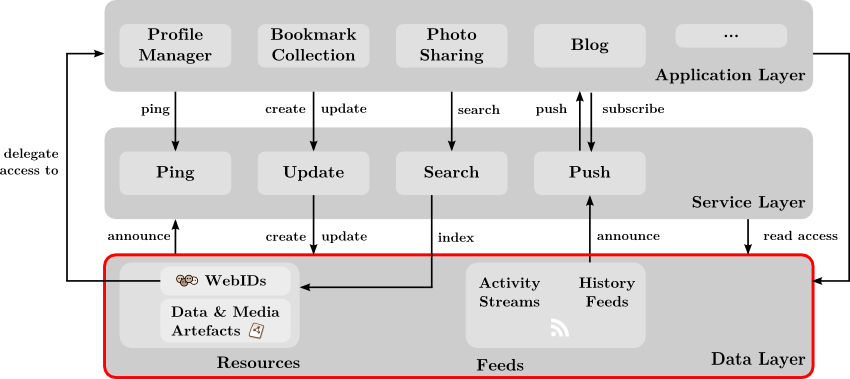 Profile
Manager
Bookmark
Collection
Photo
Sharing
Blog
...
Application Layer
ping
create update
search
push subscribe
delegate
access to
Ping
Update
Search
Push
Service Layer
announce
create update
index
announce
read access
WebIDs
Data & Media
Artefacts
Resources
Activity
Streams
History
Feeds
Feeds
Data Layer